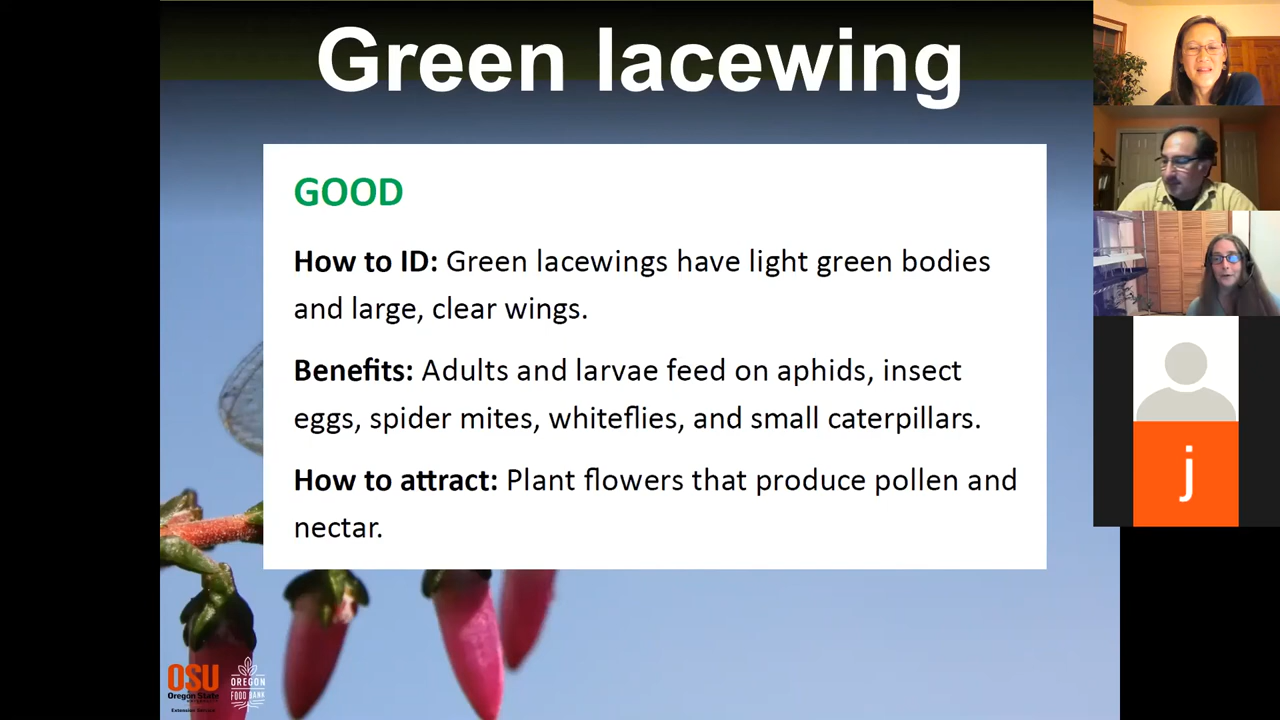 Green lacewing
GOOD
How to ID: Green lacewings have light green bodies
and large, clear wings.
Benefits: Adults and larvae feed on aphids, insect
eggs, spider mites, whiteflies, and small caterpillars.
How to attract: Plant flowers that produce pollen and
nectar.
j
OSU
Oregon State
Extension Service
OREGON
FOOD BANK